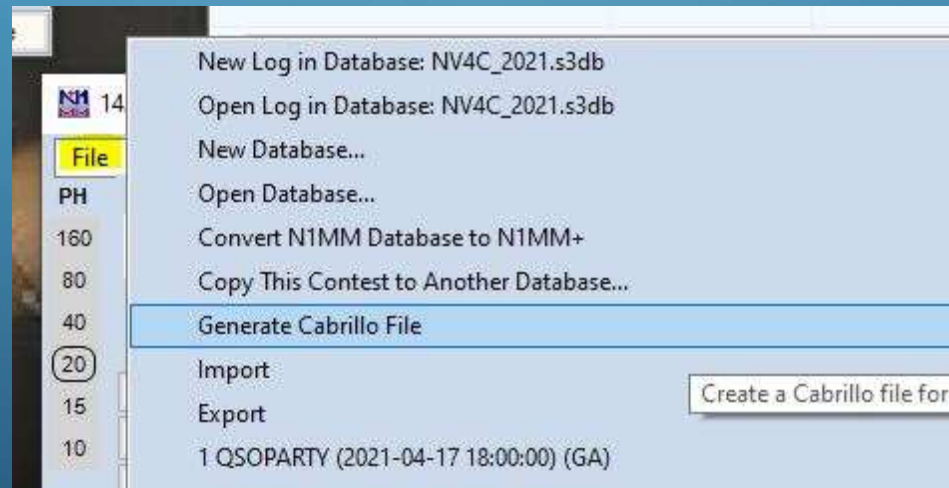 New Log in Database: NV4C_2021.s3db
14
Open Log in Database: NV4C_2021.s3db
File
New Database...
PH
Open Database...
160
Convert N1MM Database to N1MM+
80
Copy This Contest to Another Database...
40
Generate Cabrillo File
20
Import
Create a Cabrillo file for
15
Export
10
1 QSOPARTY (2021-04-17 18:00:00) (GA)